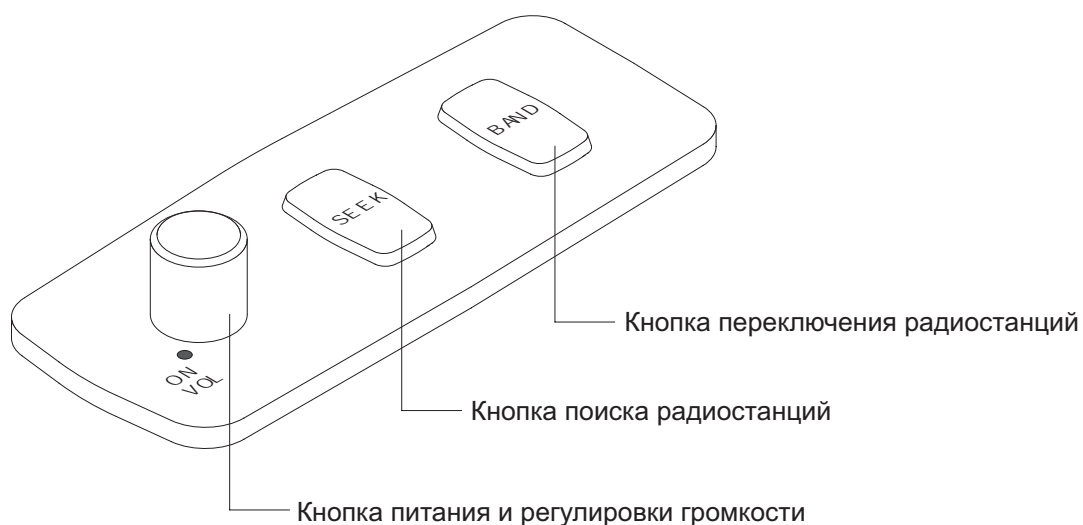 BAND
SEEK
Кнопка переключения радиостанций
ON
VOL
Кнопка поиска радиостанций
Кнопка питания и регулировки громкости